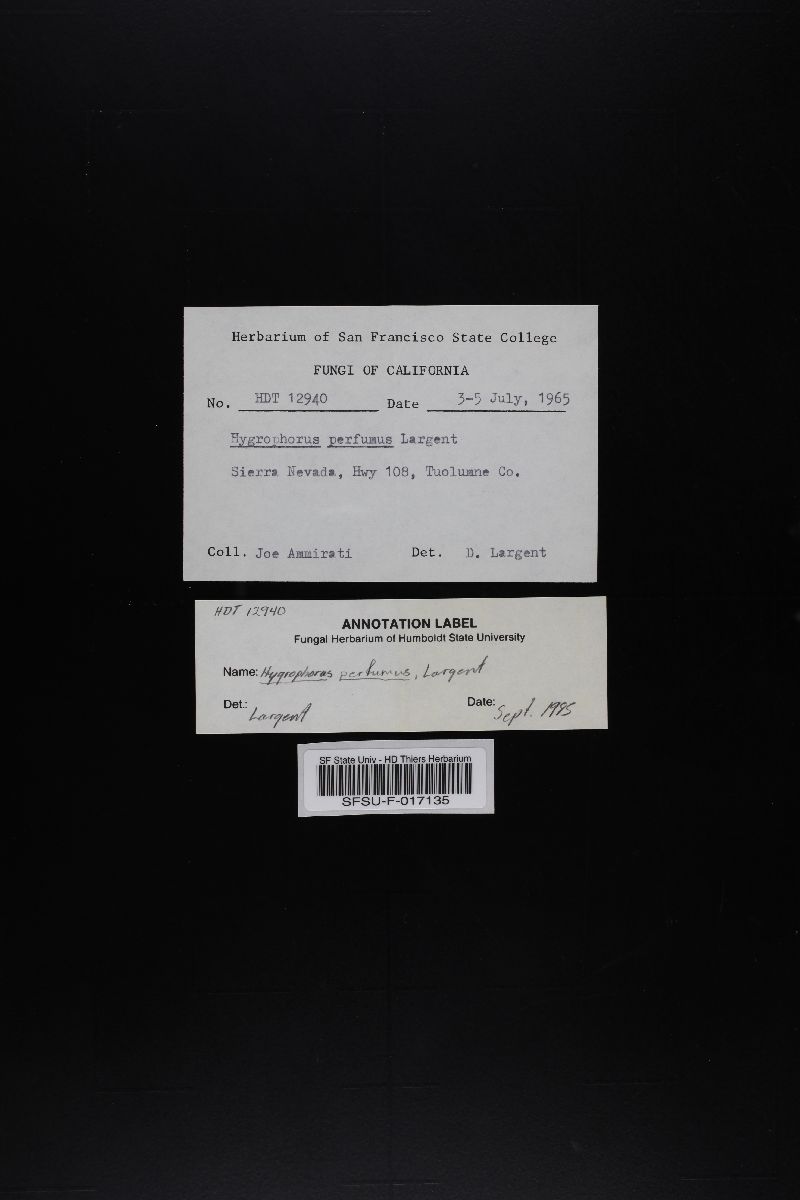 Herbarium of San Francisco State College
FUNGI OF CALIFORNIA
No. HDT 12940 Date 3-5 July, 1965
Hygrophorus perfumus Largent
Sierra Nevada, Hwy 108, Tuolumne Co.
Coll. Joe Ammirati Det. D. Largent
HDT 12940
ANNOTATION LABEL
Fungal Herbarium of Humboldt State University
Name: Hygrophorus perfumus, Largent
Det.: Largent Date: Sept. 1985
SF State Univ - HD Thiers Herbarium
SFSU-F-017135